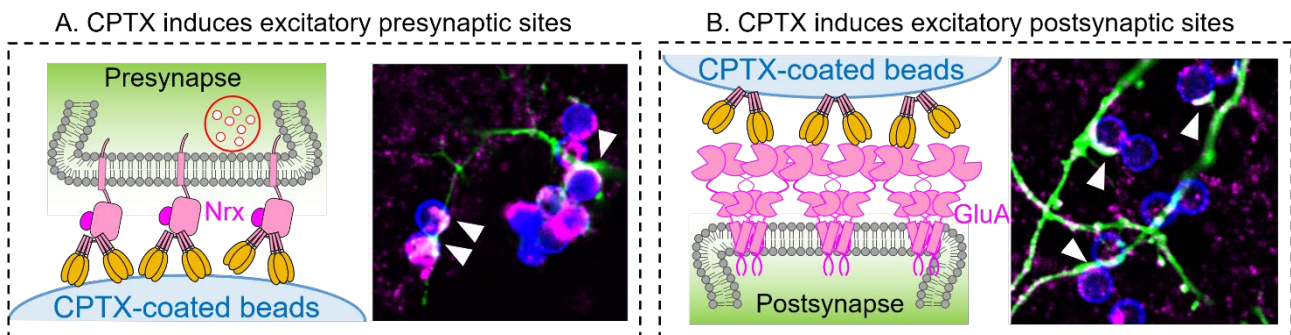 A. CPTX induces excitatory presynaptic sites
Presynapse
Nrx
CPTX-coated beads
B. CPTX induces excitatory postsynaptic sites
CPTX-coated beads
GluA
Postsynapse